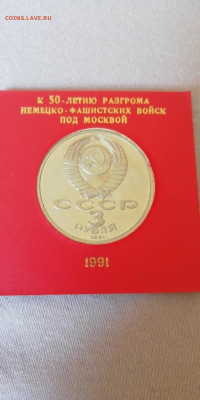 COINS.LAVE.RU
К 50-ЛЕТИЮ РАЗГРОМА
НЕМЕЦКО-ФАШИСТСКИХ ВОЙСК
ПОД МОСКВОЙ
СССР
3
РУБЛЯ
1991
1991